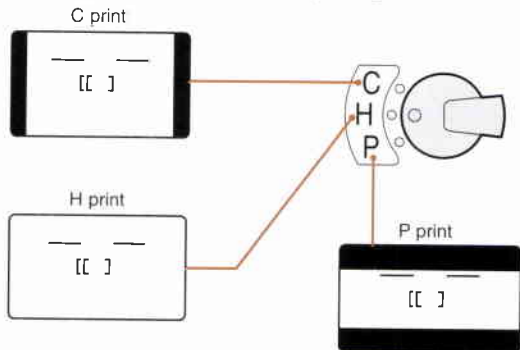 C print
[[ ]
C
H
P
H print
[[ ]
P print
[[ ]